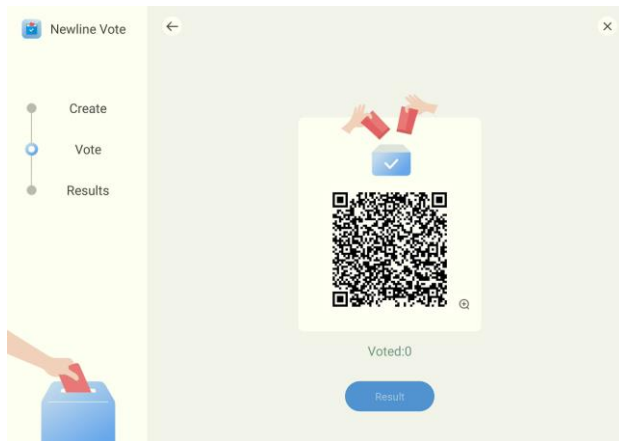 Newline Vote
Create
Vote
Results
Voted:0
Result